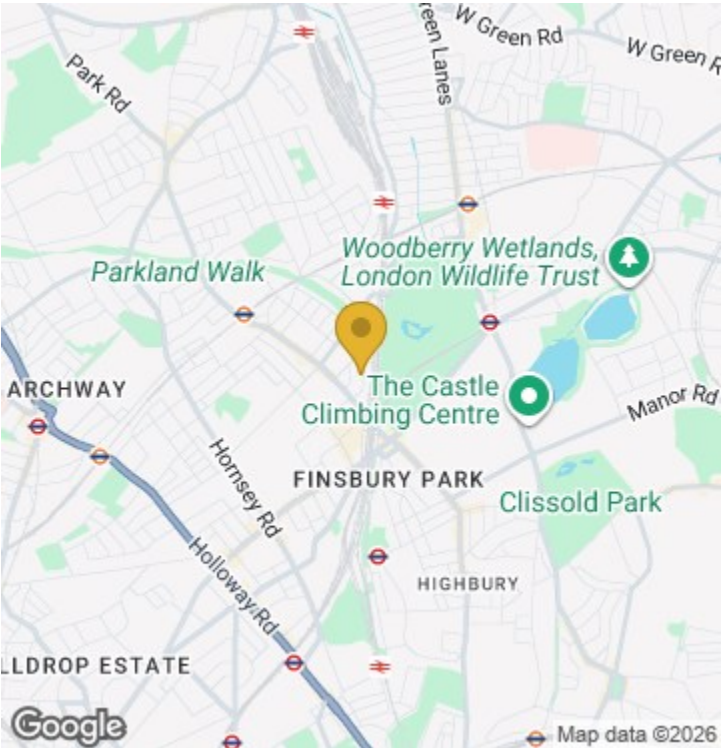 W Green Rd
W Green R
Green Lanes
Park Rd
Woodberry Wetlands,
London Wildlife Trust
Parkland Walk
ARCHWAY
The Castle
Climbing Centre
Manor Rd
Hornsey Rd
FINSBURY PARK
Clissold Park
Holloway Rd
HIGHBURY
LLDROP ESTATE
Google
Map data ©2026